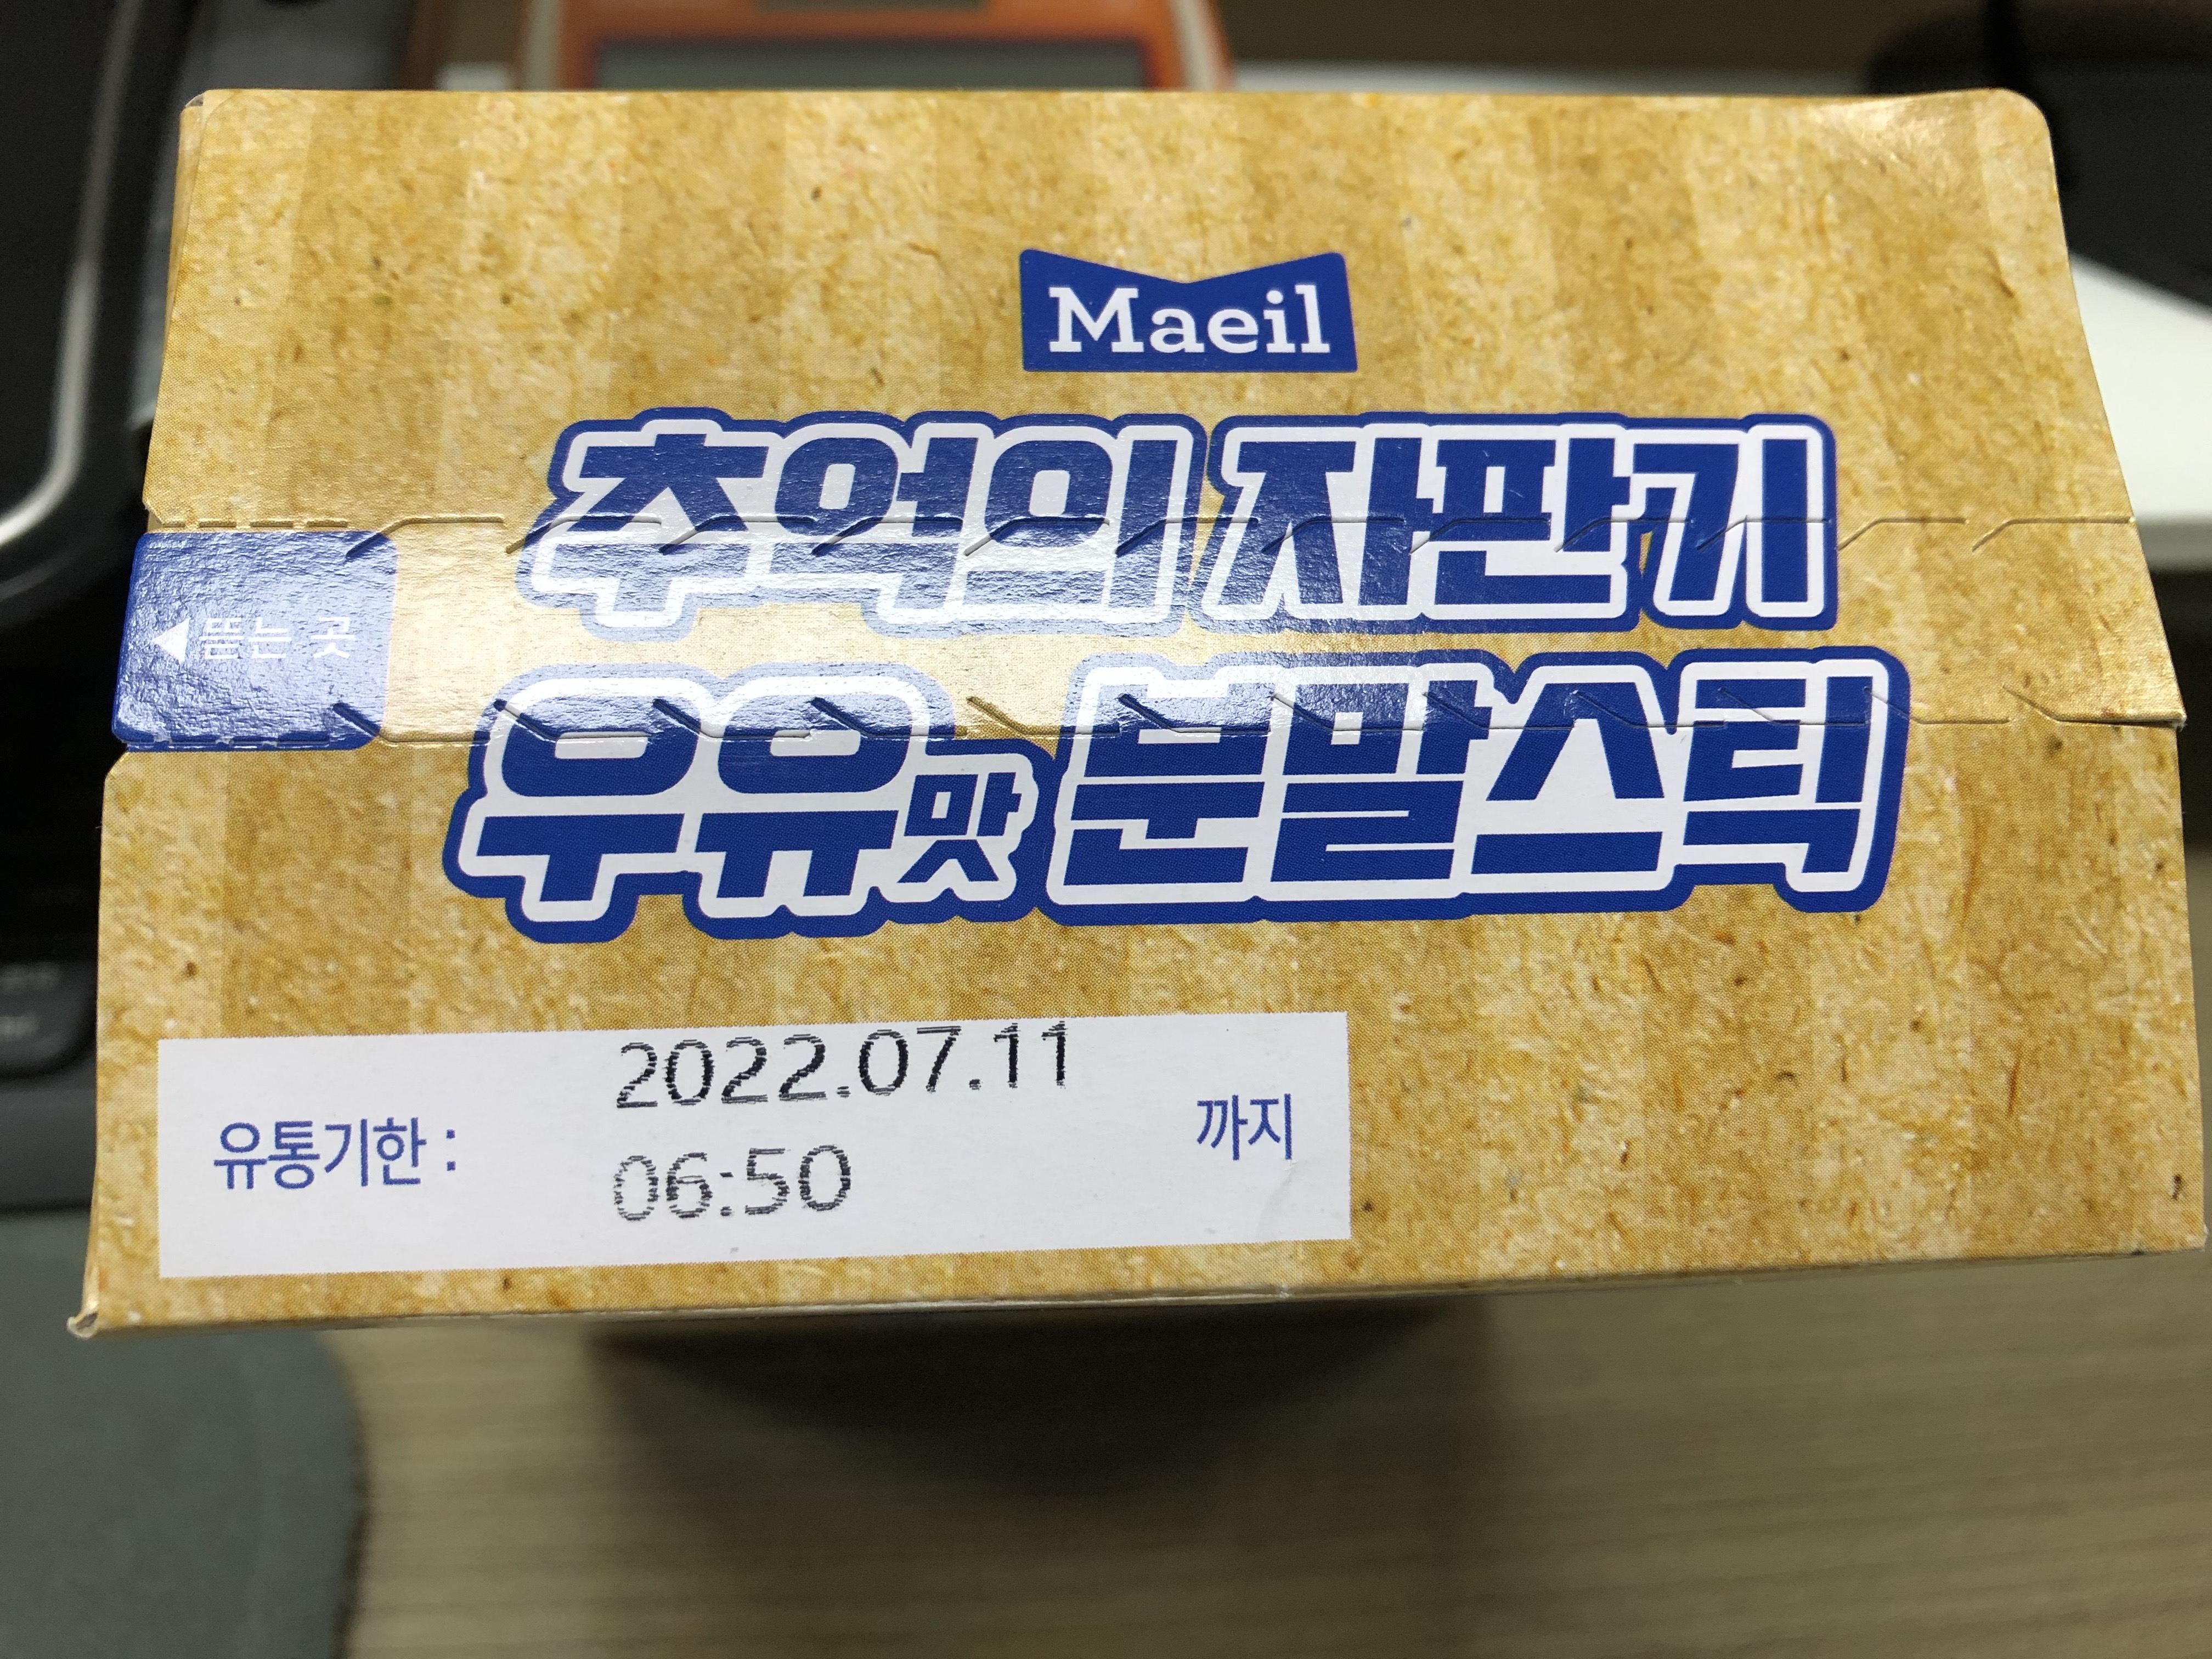 Maeil
추억의 자판기
◀뜯는 곳
우유맛 분말스틱
2022.07.11
유통기한 : 까지
06:50